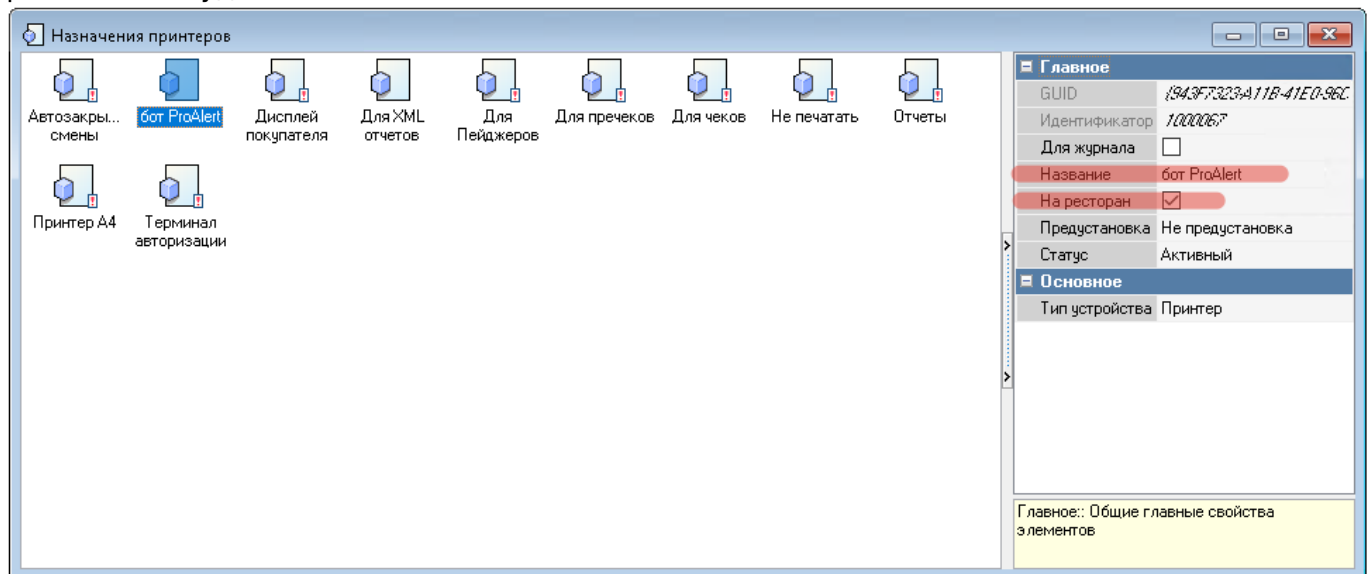 Назначения принтеров
Автозакры... смены
бот ProAlert
Дисплей покупателя
Для XML отчетов
Для Пейджеров
Для пречеков
Для чеков
Не печатать
Отчеты
Принтер A4
Терминал авторизации
Главное
GUID {943F7323-A11B-41E0-96C
Идентификатор 1000067
Для журнала
Название бот ProAlert
На ресторан
Предустановка Не предустановка
Статус Активный
Основное
Тип устройства Принтер
Главное:: Общие главные свойства
элементов